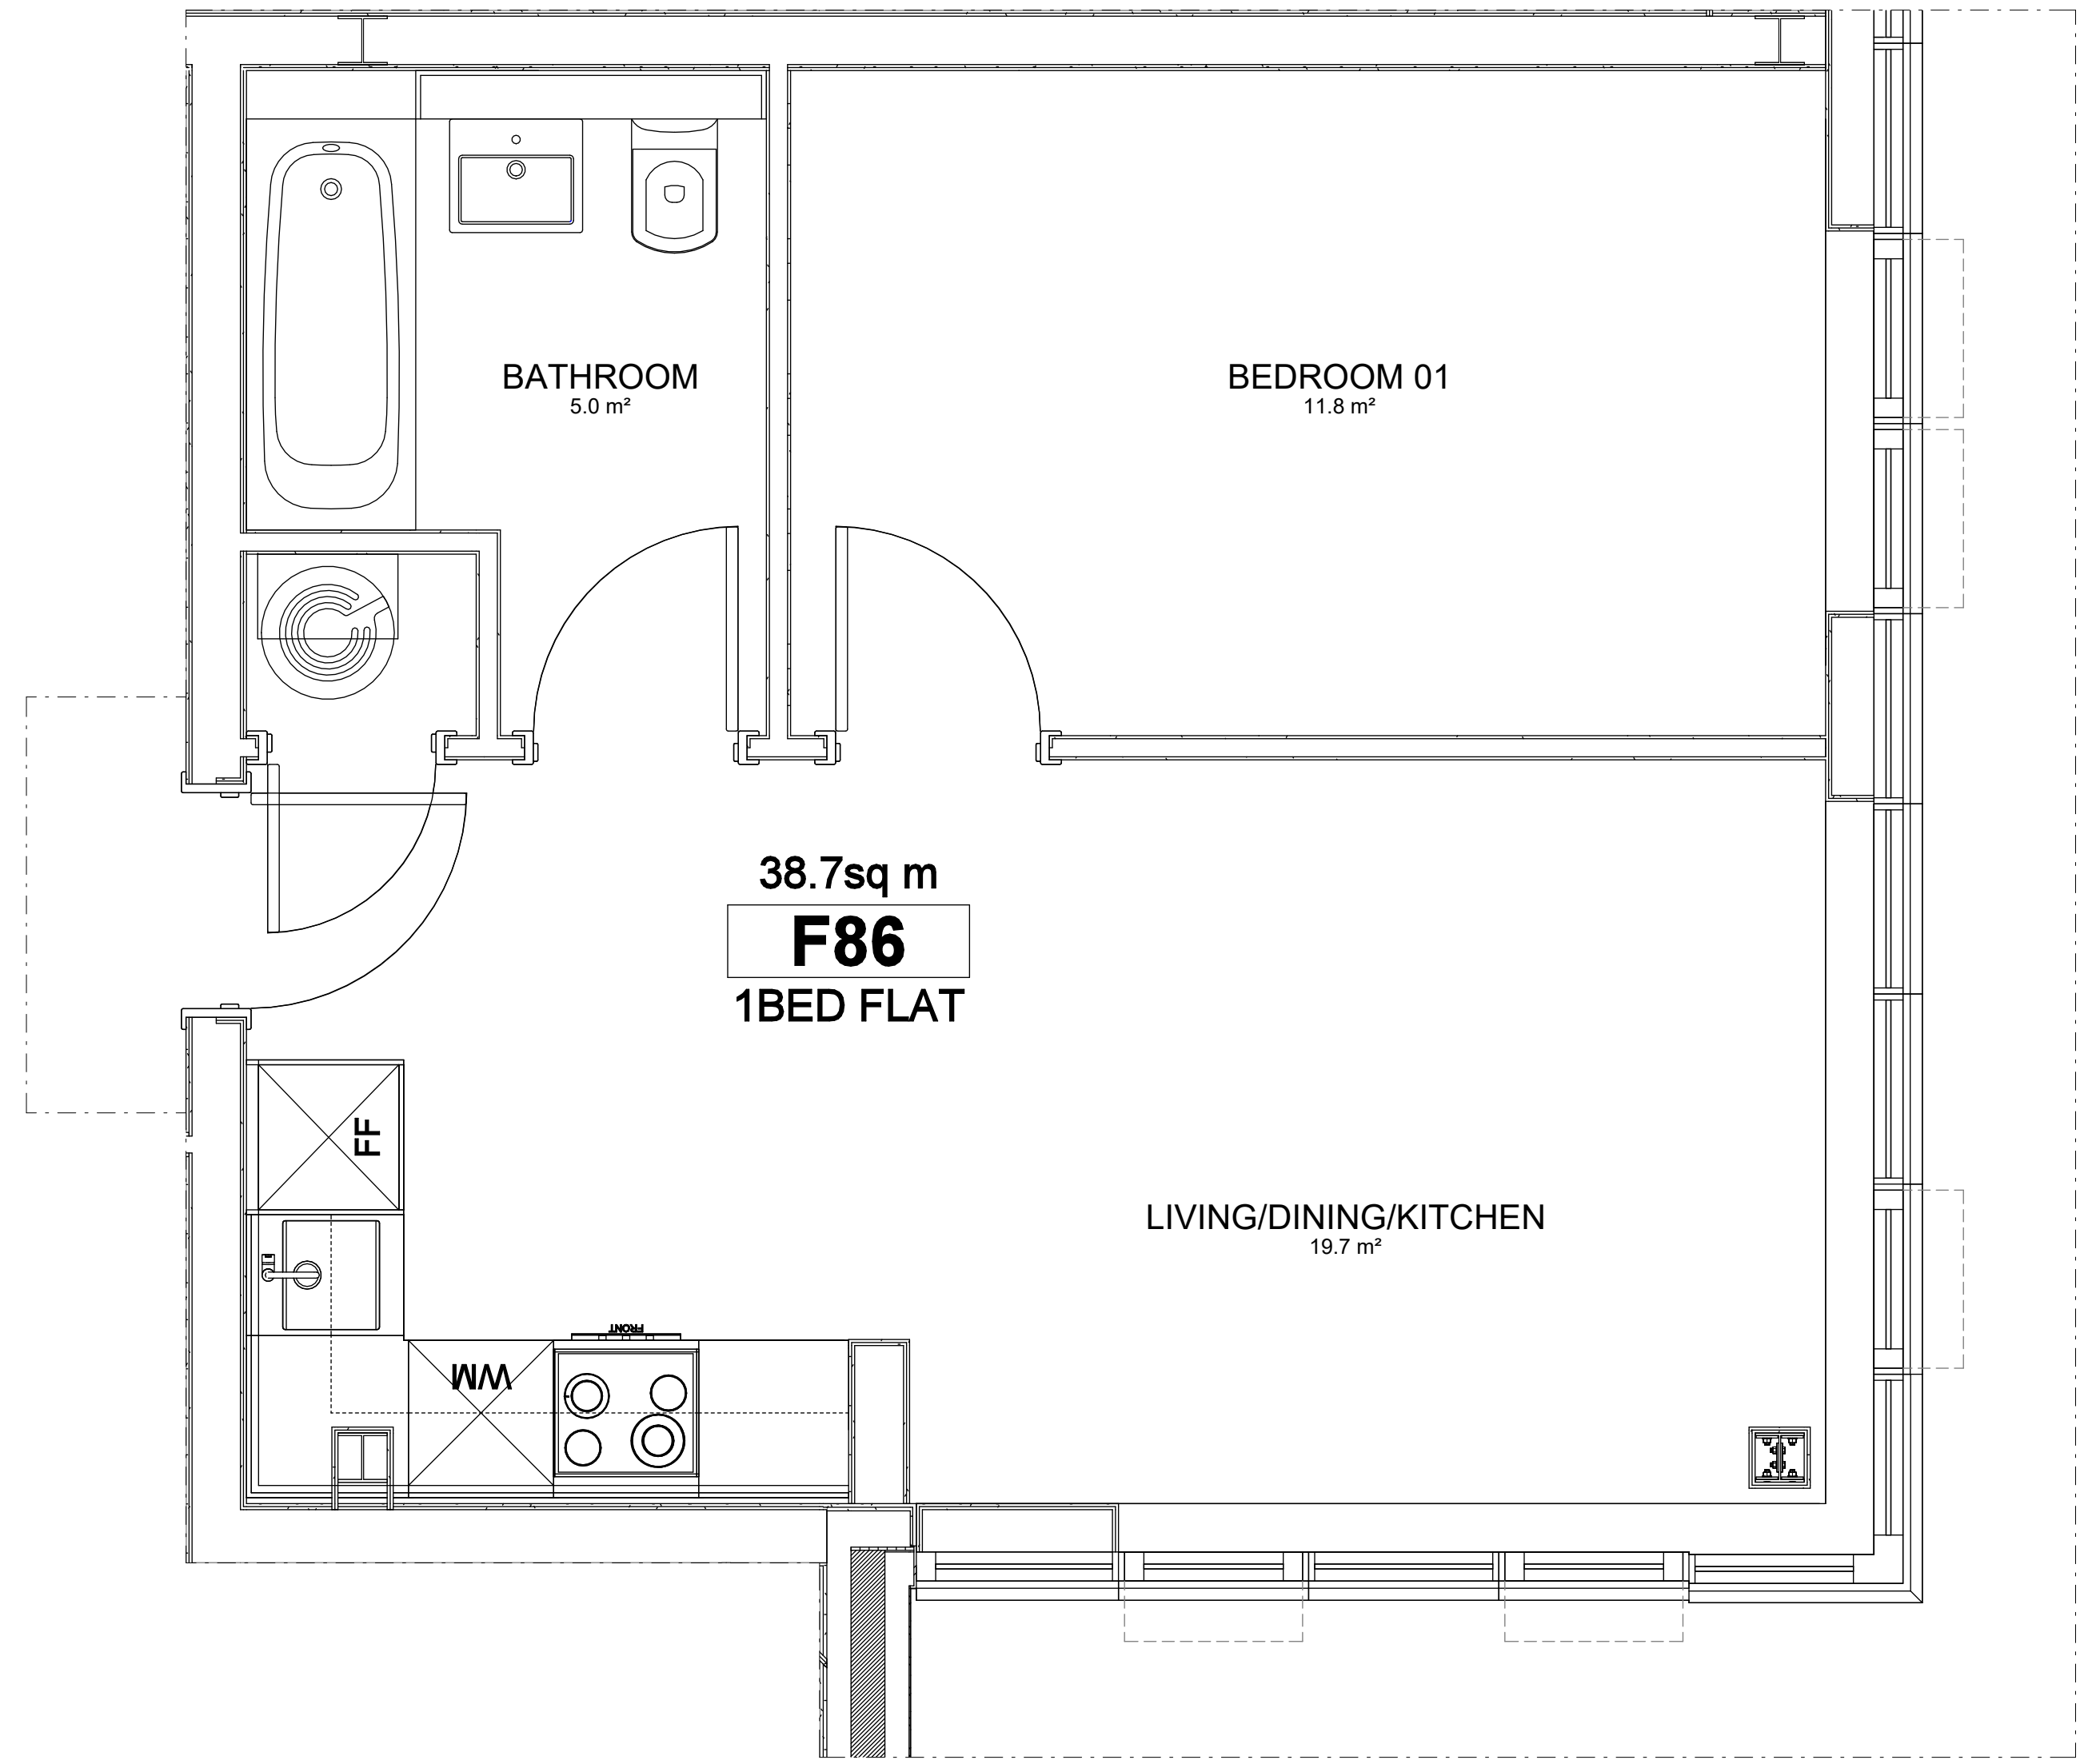 BATHROOM
5.0 m²
BEDROOM 01
11.8 m²
38.7sq m
F86
1BED FLAT
FF
LIVING/DINING/KITCHEN
19.7 m²
FRONT
WM